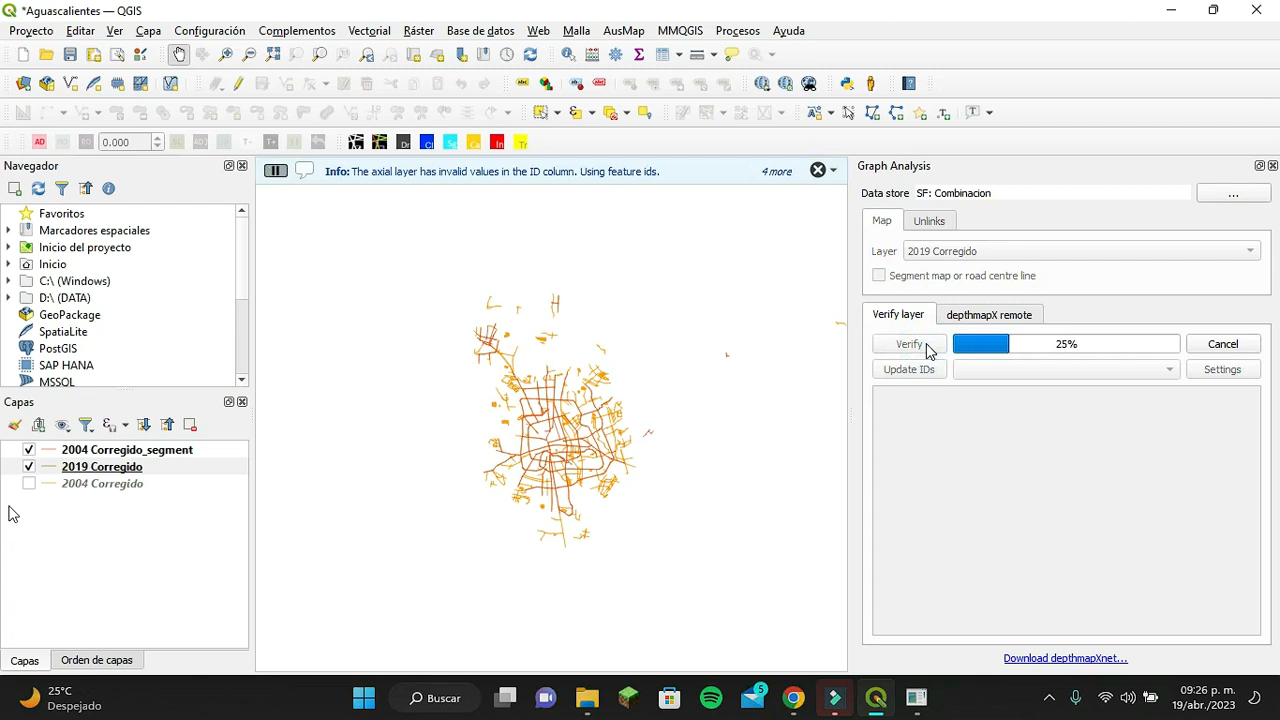 *Aguascalientes — QGIS
Proyecto Editar Ver Capa Configuración Complementos Vectorial Ráster Base de datos Web Malla AusMap MMQGIS Procesos Ayuda
0.000
Navegador
Favoritos
Marcadores espaciales
Inicio del proyecto
Inicio
C:\ (Windows)
D:\ (DATA)
GeoPackage
SpatiaLite
PostGIS
SAP HANA
MSSQL
Capas
2004 Corregido_segment
2019 Corregido
2004 Corregido
Capas Orden de capas
Info: The axial layer has invalid values in the ID column. Using feature ids. 4 more
Graph Analysis
Data store SF: Combinacion ...
Map Unlinks
Layer 2019 Corregido
Segment map or road centre line
Verify layer depthmapX remote
Verify 25% Cancel
Update IDs Settings
Download depthmapXnet...
25°C
Despejado
Buscar
5
09:26 p. m.
19/abr./2023